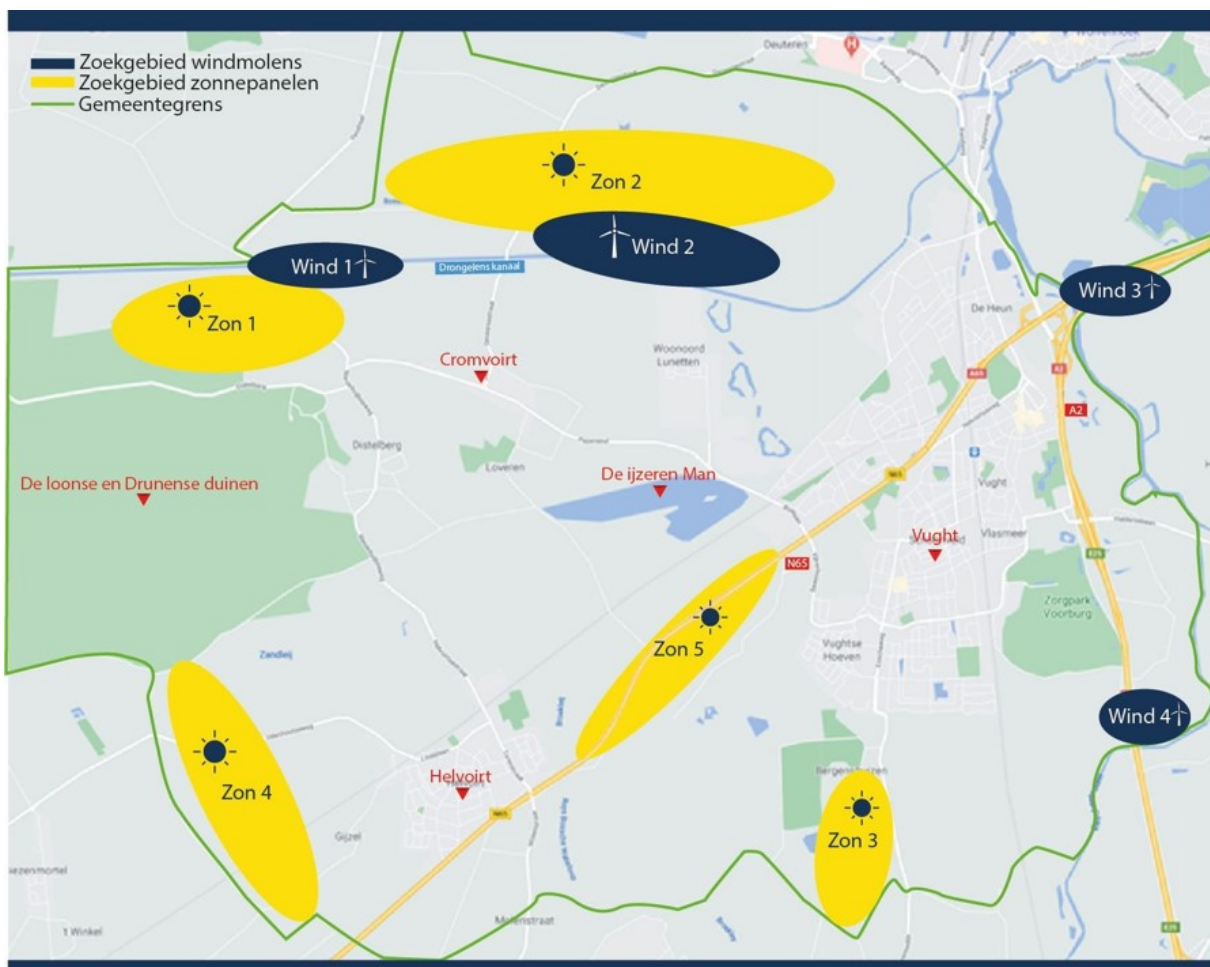 Zoekgebied windmolens
Zoekgebied zonnepanelen
Gemeentegrens
Deuteren
H
Zon 2
Wind 2
Wind 1
Drongelens kanaal
Zon 1
Wind 3
De Heun
Woonoord
Lunetten
Cromvoirt
A65
A2
A2
Distelberg
Loveren
De loonse en Drunense duinen
De ijzeren Man
N65
Vught
Vlasmeer
Vught
E25
N65
Zorgpark
Voorburg
Zon 5
Vughtse
Hoeven
Zandleij
Wind 4
Zon 4
Helvoirt
N65
Gijzel
Zon 3
Molenstraat
't Winkel
E25